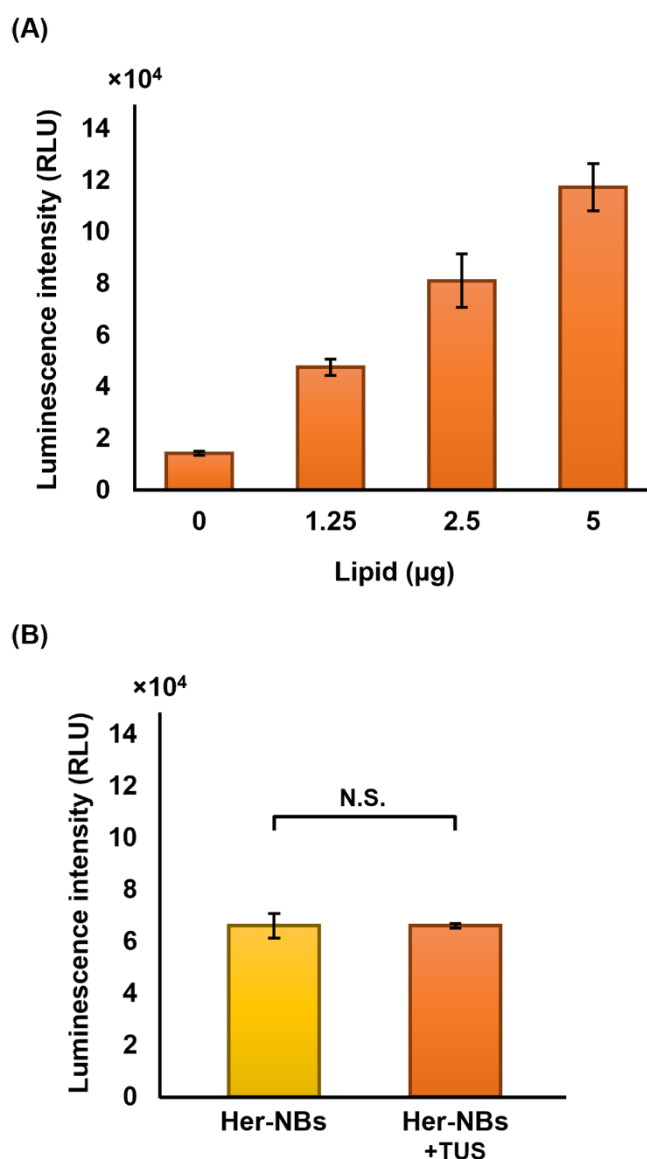 (A)
×10⁴
Luminescence intensity (RLU)
14
12
10
8
6
4
2
0
0 1.25 2.5 5
Lipid (µg)
(B)
×10⁴
Luminescence intensity (RLU)
14
12
10
8
6
4
2
0
N.S.
Her-NBs Her-NBs
+TUS